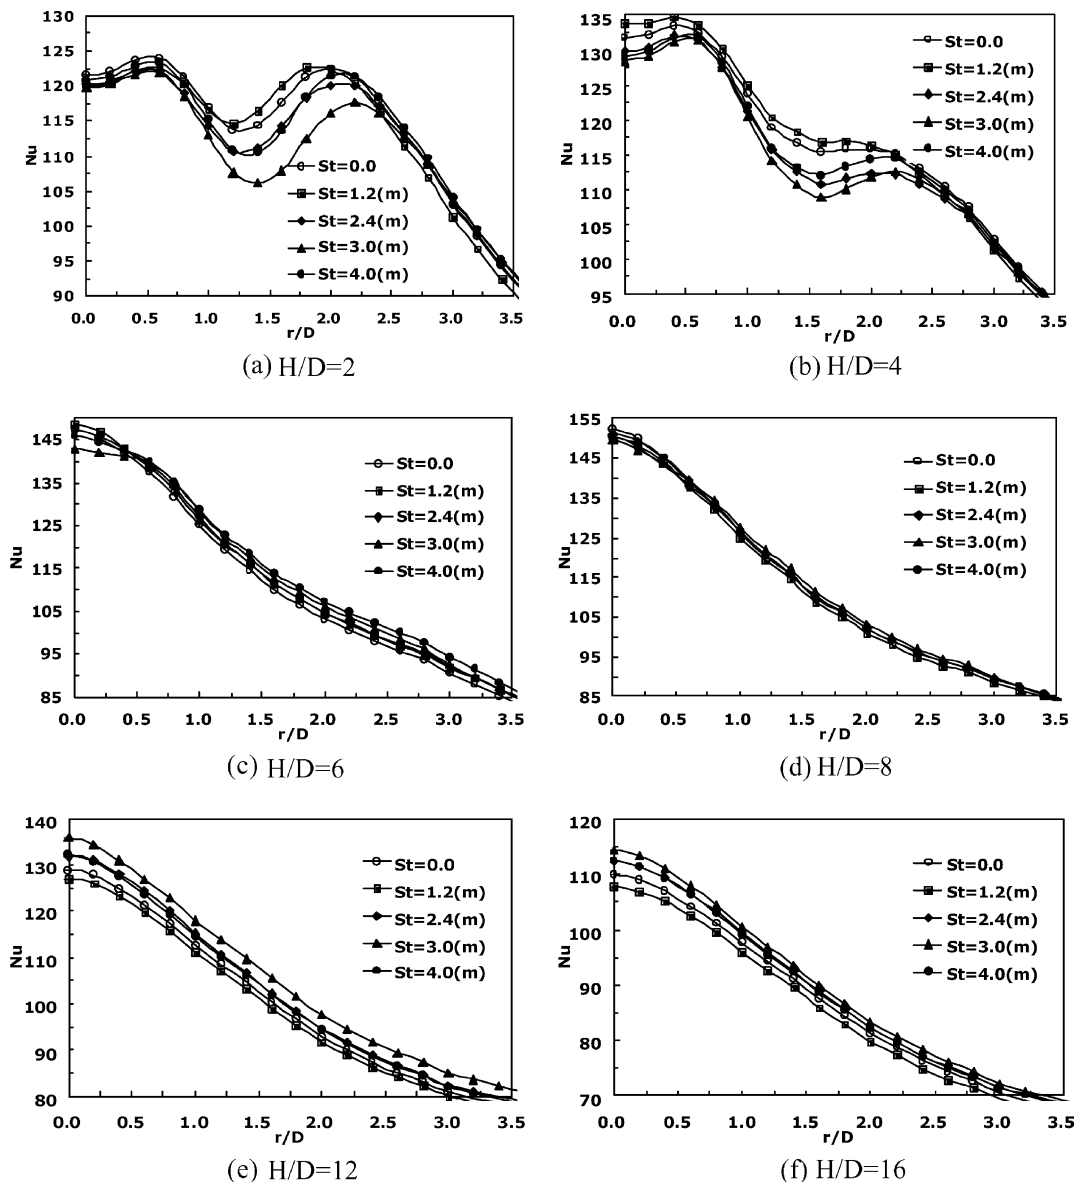 130
125
120
115
110
105
100
95
90
Nu
St=0.0
St=1.2(m)
St=2.4(m)
St=3.0(m)
St=4.0(m)
0.0 0.5 1.0 1.5 2.0 2.5 3.0 3.5
r/D
(a) H/D=2
135
130
125
120
115
110
105
100
95
Nu
St=0.0
St=1.2(m)
St=2.4(m)
St=3.0(m)
St=4.0(m)
0.0 0.5 1.0 1.5 2.0 2.5 3.0 3.5
r/D
(b) H/D=4
145
135
125
115
105
95
85
Nu
St=0.0
St=1.2(m)
St=2.4(m)
St=3.0(m)
St=4.0(m)
0.0 0.5 1.0 1.5 2.0 2.5 3.0 3.5
r/D
(c) H/D=6
155
145
135
125
115
105
95
85
Nu
St=0.0
St=1.2(m)
St=2.4(m)
St=3.0(m)
St=4.0(m)
0.0 0.5 1.0 1.5 2.0 2.5 3.0 3.5
r/D
(d) H/D=8
140
130
120
110
100
90
80
Nu
St=0.0
St=1.2(m)
St=2.4(m)
St=3.0(m)
St=4.0(m)
0.0 0.5 1.0 1.5 2.0 2.5 3.0 3.5
r/D
(e) H/D=12
120
110
100
90
80
70
Nu
St=0.0
St=1.2(m)
St=2.4(m)
St=3.0(m)
St=4.0(m)
0.0 0.5 1.0 1.5 2.0 2.5 3.0 3.5
r/D
(f) H/D=16